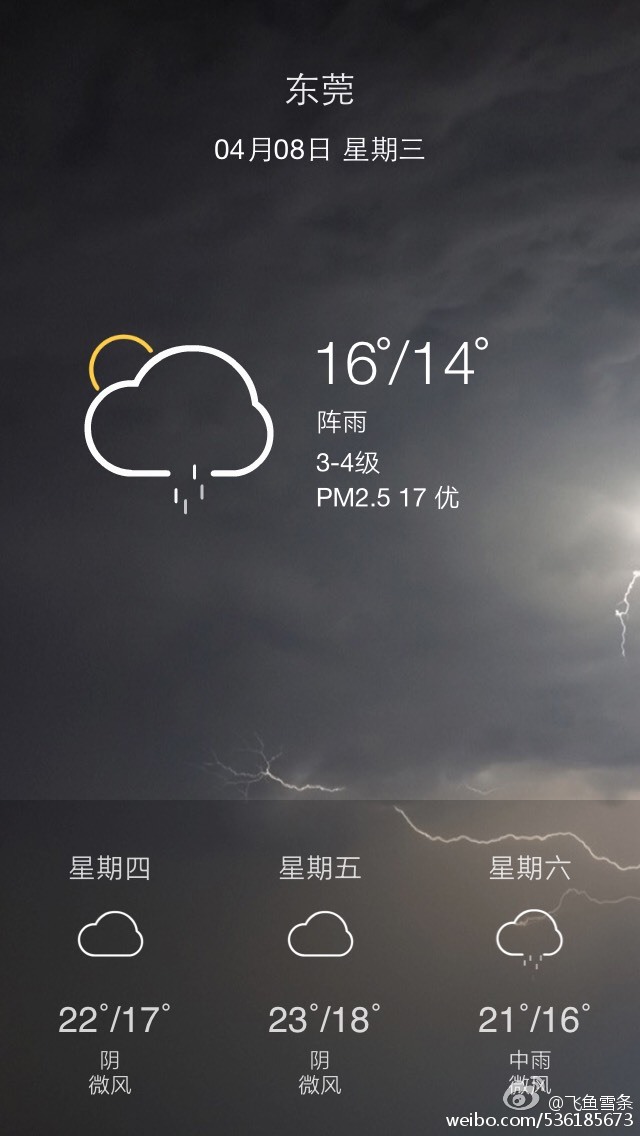 东莞
04月08日 星期三
16°/14°
阵雨
3-4级
PM2.5 17 优
星期四 星期五 星期六
22°/17° 23°/18° 21°/16°
阴 阴 中雨
微风 微风 微风
@飞鱼雪条
weibo.com/536185673